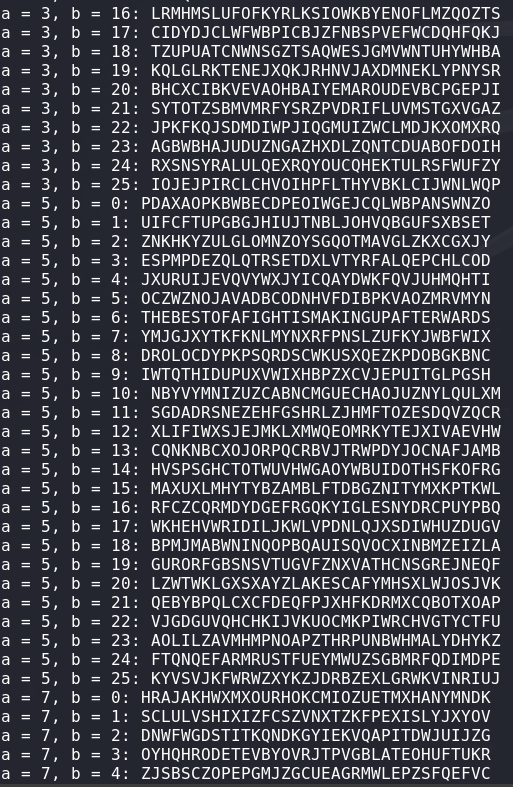 a = 3, b = 16: LRMHMSLUFOFKYRLKSIOWKBYENOFLMZQOZTS
a = 3, b = 17: CIDYDJCLWFWBPICBJZFNBSPVEFWCDQHFQKJ
a = 3, b = 18: TZUPUATCNWNSGZTSAQWESJGMVWNTUHYWHBA
a = 3, b = 19: KQLGLRKTENEJXQKJRHNVJAXDMNEKLYPNYSR
a = 3, b = 20: BHCXCIBKVEVAOHBAIYEMAROUDEVBCPGEPJI
a = 3, b = 21: SYTOTZSBMVMRFYSRZPVDRIFLUVMSTGXVGAZ
a = 3, b = 22: JPKFKQJSDMDIWPJIQGMUIZWCLMDJKXOMXRQ
a = 3, b = 23: AGBWBHAJUDUZNGAZHXDLZQNTCDUABOFDOIH
a = 3, b = 24: RXSNSYRALULQEXRQYOUCQHEKTULRSFWUFZY
a = 3, b = 25: IOJEJPIRCLCHVOIHPFLTHYVBKLCIJWNLWQP
a = 5, b = 0: PDAXAOPKBWBECDPEOIWGEJCQLWBPANSWNZO
a = 5, b = 1: UIFCFTUPGBGJHIUJTNBLJOHVQBGUFSXBSET
a = 5, b = 2: ZNKHKYZULGLOMNZOYSGQOTMAVGLZKXCGXJY
a = 5, b = 3: ESPMPDEZQLQTRSETDXLVTYRFALQEPCHLCOD
a = 5, b = 4: JXURUIJEVQVYWXJYICQAYDWKFQVJUHMQHTI
a = 5, b = 5: OCZWZNOJAVADBCODNHVFDIBPKVAOZMRVMYN
a = 5, b = 6: THEBESTOFAFIGHTISMAKINGUPAFTERWARDS
a = 5, b = 7: YMJGJXYTKFKNLMYNXRFPNSLZUFKYJWBFWIX
a = 5, b = 8: DROLOCDYPKPSQRDSCWKUSXQEZKPDOBGKBNC
a = 5, b = 9: IWTQTHIDUPUXVWIXHBPZXCVJEPUITGLPGSH
a = 5, b = 10: NBYVYMNIZUZCABNCMGUECHAOJUZNYLQULXM
a = 5, b = 11: SGDADRSNEZEHFGSHRLZJHMFTOZESDQVZQCR
a = 5, b = 12: XLIFIWXSJEJMKLXMWQEOMRKYTEJXIVAEVHW
a = 5, b = 13: CQNKNBCXOJORPQCRBVJTRWPDYJOCNAFJAMB
a = 5, b = 14: HVSPSGHCTOTWUVHWGAOYWBUIDOTHSFKOFRG
a = 5, b = 15: MAXUXLMHYTYBZAMBLFTDBGZNITYMXKPTKWL
a = 5, b = 16: RFCZCQRMDYDGEFRGQKYIGLESNYDRCPUYPBQ
a = 5, b = 17: WKHEHVWRIDILJKWLVPDNLQJXSDIWHUZDUGV
a = 5, b = 18: BPMJMABWNINQOPBQAUISQVOCXINBMZEIZLA
a = 5, b = 19: GURORFGBSNSVTUGVFZNXVATHCNSGREJNEQF
a = 5, b = 20: LZWTWKLGXSXAYZLAKESCAFYMHSXLWJOSJVK
a = 5, b = 21: QEBYBPQLCXCFDEQFPJXHFKDRMXCQBOTXOAP
a = 5, b = 22: VJGDGUVQHCHKIJVKUOCMKPIWRCHVGTYCTFU
a = 5, b = 23: AOLILZAVMHMPNOAPZTHRPUNBWHMALYDHYKZ
a = 5, b = 24: FTQNQEFARMRUSTFUEYMWUZSGBMRFQDIMDPE
a = 5, b = 25: KYVSVJKFWRWZXYKZJDRBZEXLGRWKVINRIUJ
a = 7, b = 0: HRAJAKHWXMXOURHOKCMIOZUETMXHANYMNDK
a = 7, b = 1: SCLULVSHIXIZFCSZVNXTZKFPEXISLYJXYOV
a = 7, b = 2: DNWFWGDSTITKQNDKGYIEKVQAPITDWJUIJZG
a = 7, b = 3: OYHQHRODETEVBYOVRJTPVGBLATEOHUFTUKR
a = 7, b = 4: ZJSBSCZOPEPGMJZGCUEAGRMWLEPZSFQEFVC